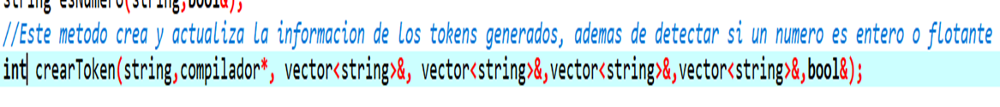 string esNumero(string,bool&);
//Este metodo crea y actualiza la informacion de los tokens generados, ademas de detectar si un numero es entero o flotante
int crearToken(string,compilador*, vector<string>&, vector<string>&,vector<string>&,vector<string>&,bool&);